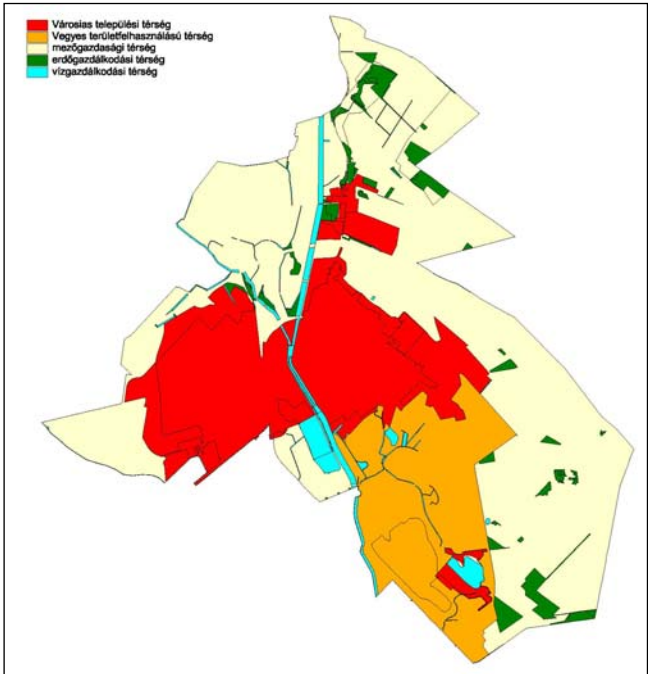 Városias települési térség
Vegyes területfelhasználású térség
mezőgazdasági térség
erdőgazdálkodási térség
vízgazdálkodási térség